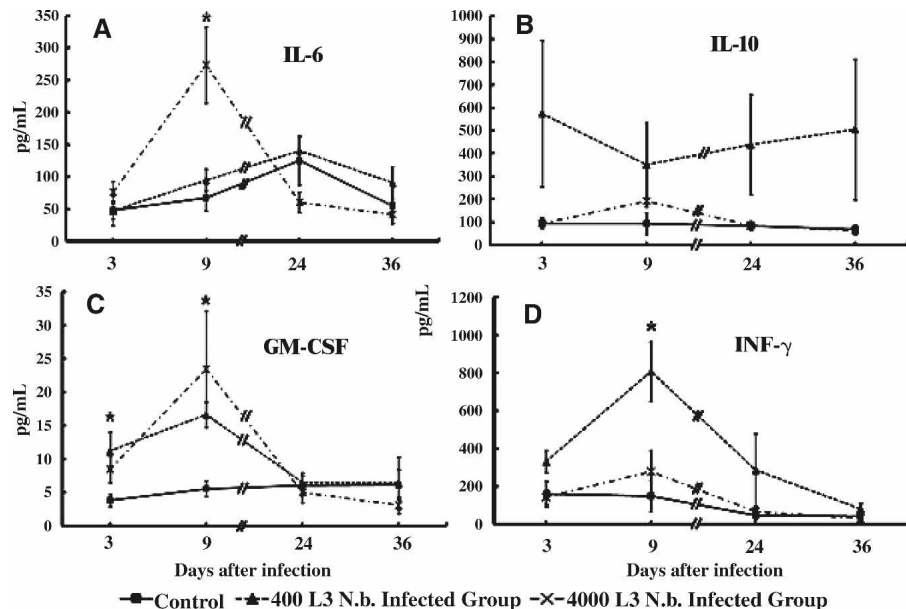 A
IL-6
*
pg/mL
350
300
250
200
150
100
50
0
3 9 24 36
B
IL-10
pg/mL
1000
900
800
700
600
500
400
300
200
100
0
3 9 24 36
C
GM-CSF
*
*
pg/mL
35
30
25
20
15
10
5
0
3 9 24 36
Days after infection
D
INF-γ
*
pg/mL
1200
1000
800
600
400
200
0
3 9 24 36
Days after infection
Control 400 L3 N.b. Infected Group 4000 L3 N.b. Infected Group